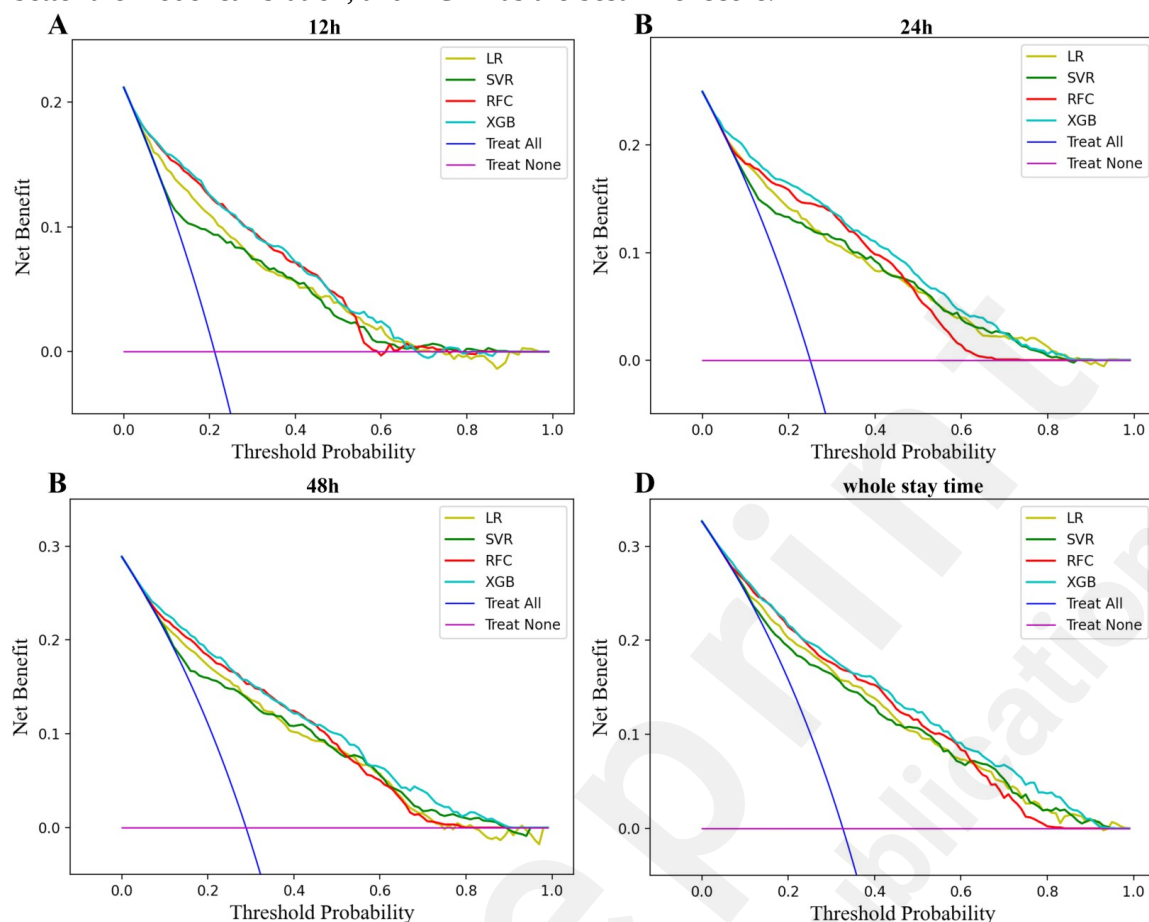 A
12h
LR
SVR
RFC
XGB
Treat All
Treat None
0.2
0.1
0.0
Net Benefit
0.0 0.2 0.4 0.6 0.8 1.0
Threshold Probability
B
24h
LR
SVR
RFC
XGB
Treat All
Treat None
0.2
0.1
0.0
Net Benefit
0.0 0.2 0.4 0.6 0.8 1.0
Threshold Probability
B
48h
LR
SVR
RFC
XGB
Treat All
Treat None
0.3
0.2
0.1
0.0
Net Benefit
0.0 0.2 0.4 0.6 0.8 1.0
Threshold Probability
D
whole stay time
LR
SVR
RFC
XGB
Treat All
Treat None
0.3
0.2
0.1
0.0
Net Benefit
0.0 0.2 0.4 0.6 0.8 1.0
Threshold Probability
eprint
blication